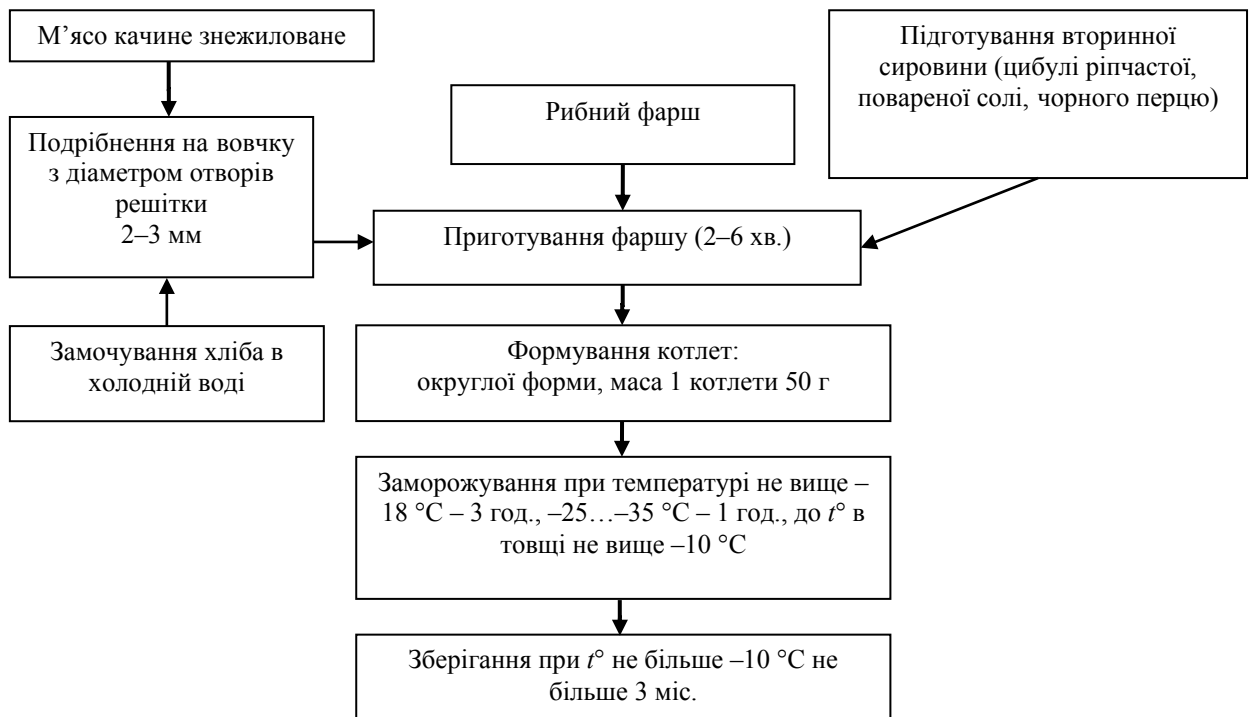 М’ясо качине знежиловане
Подрібнення на вовчку
з діаметром отворів
решітки
2–3 мм
Замочування хліба в
холодній воді
Рибний фарш
Підготування вторинної
сировини (цибулі ріпчастої,
повареної солі, чорного перцю)
Приготування фаршу (2–6 хв.)
Формування котлет:
округлої форми, маса 1 котлети 50 г
Заморожування при температурі не вище –
18 °С – 3 год., –25…–35 °С – 1 год., до t° в
товщі не вище –10 °С
Зберігання при t° не більше –10 °С не
більше 3 міс.